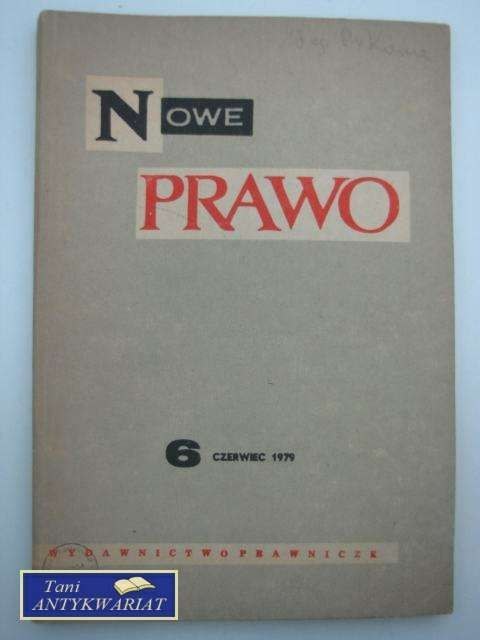 NOWE
PRAWO
6 CZERWIEC 1979
WYDAWNICTWO PRAWNICZE
Tani
ANTYKWARIAT